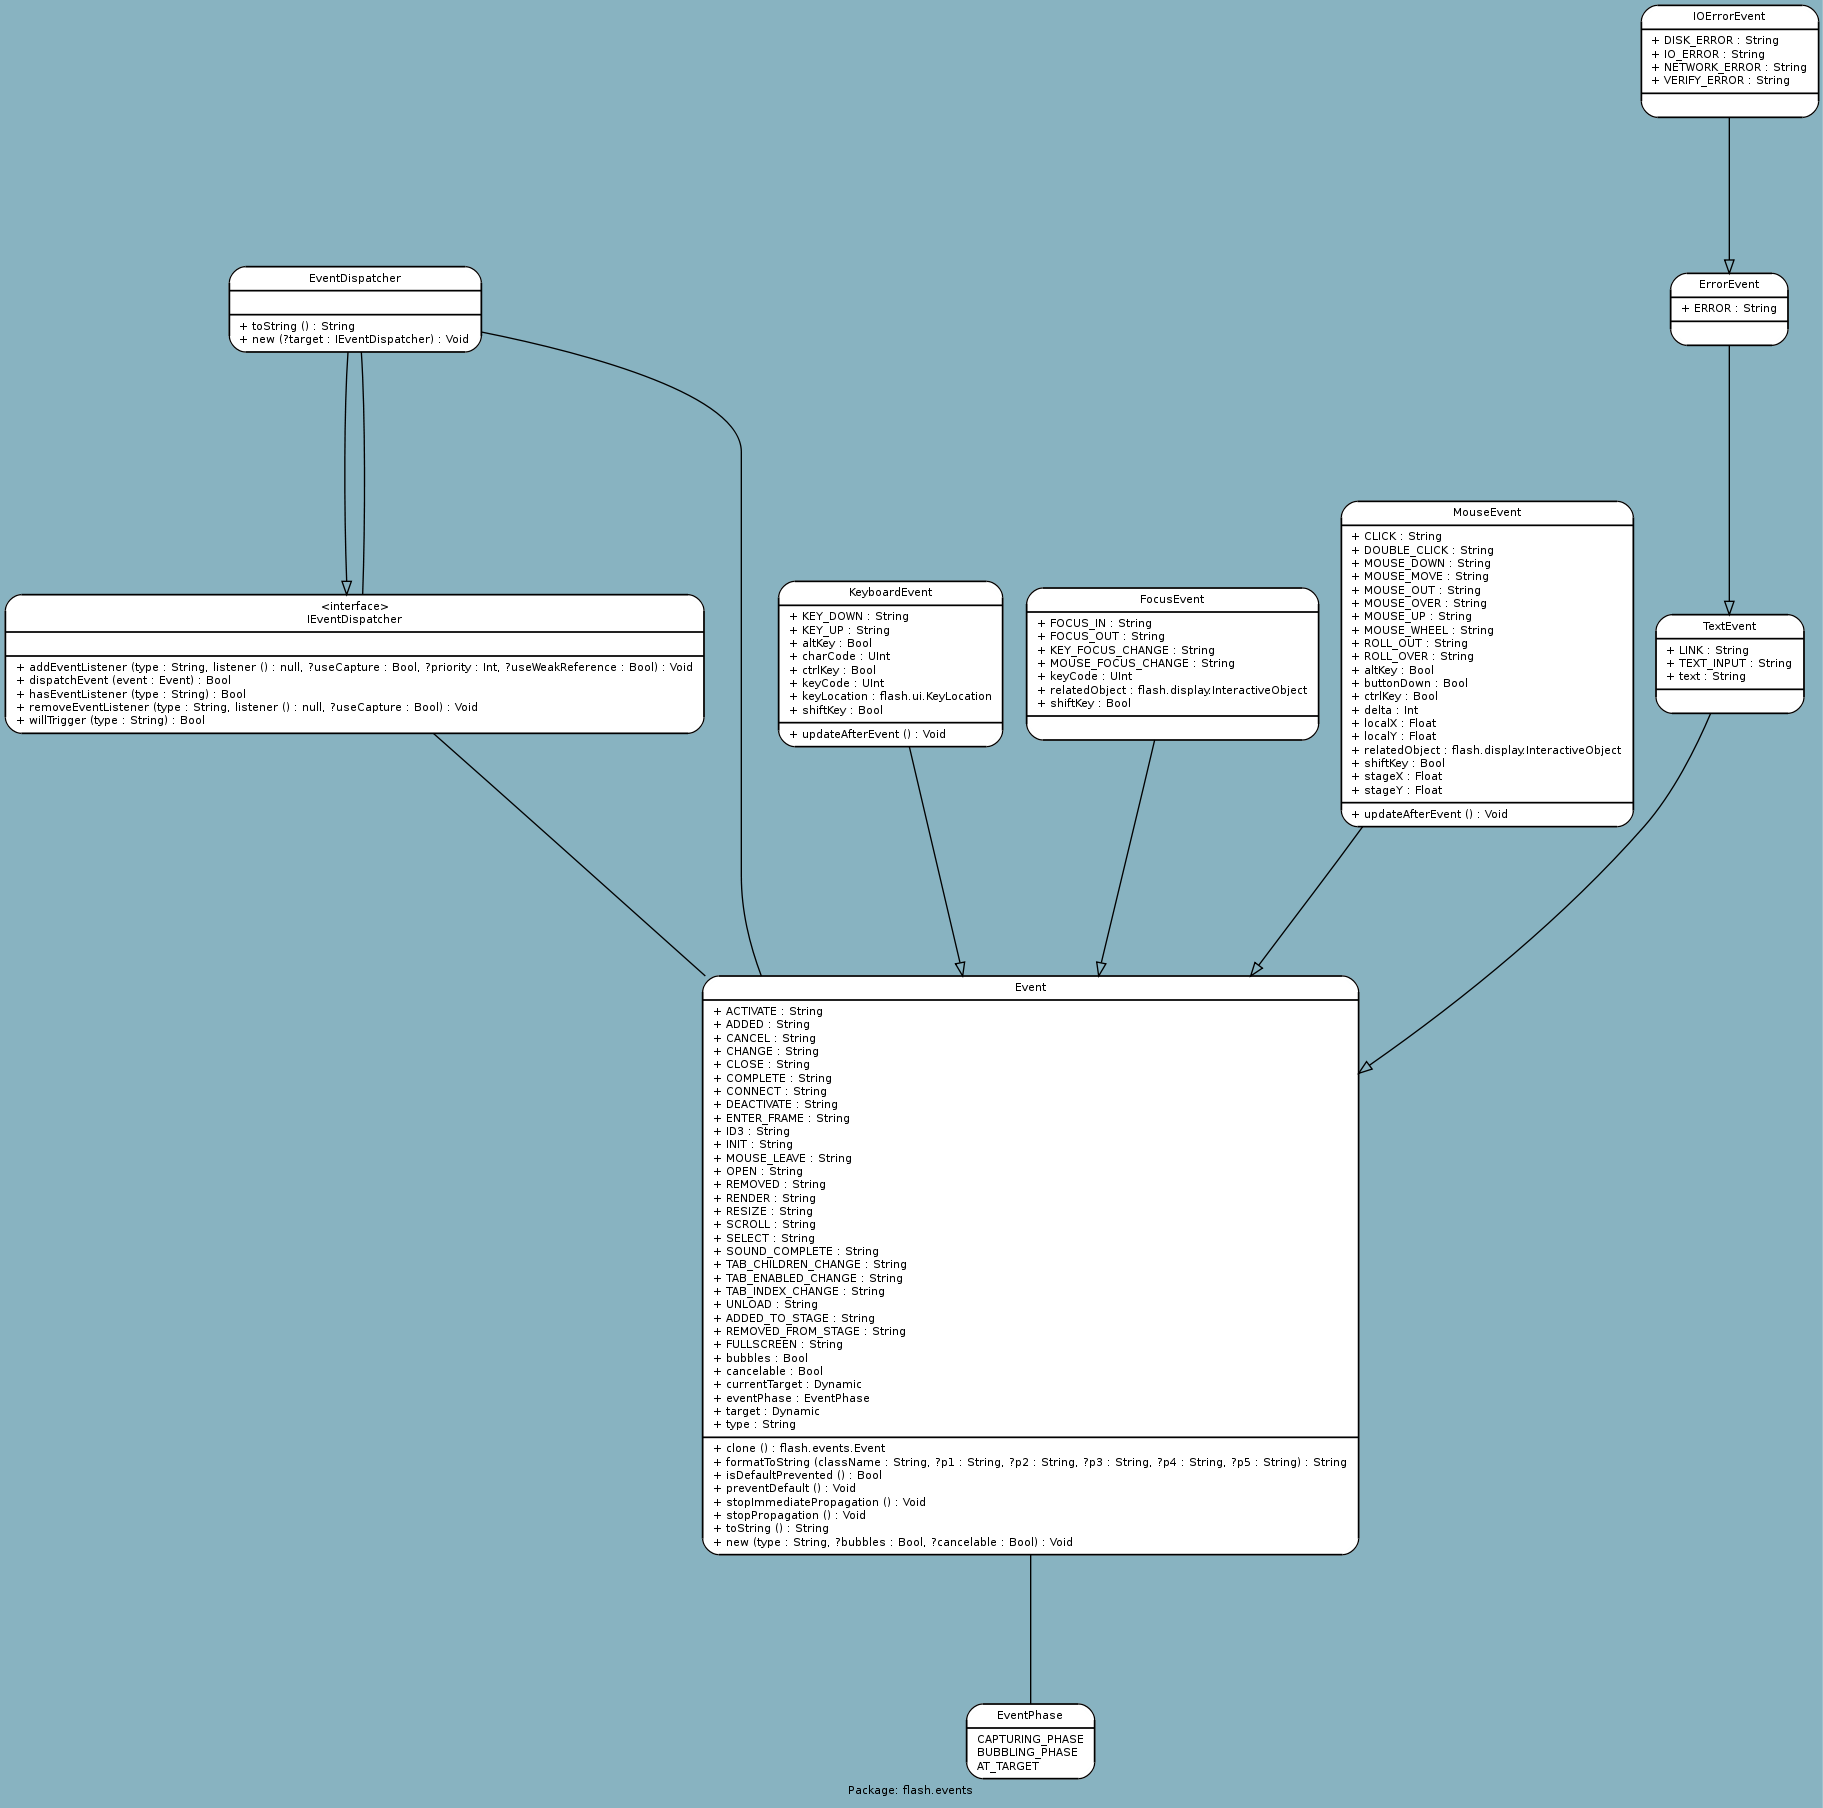 IOErrorEvent
+ DISK_ERROR : String
+ IO_ERROR : String
+ NETWORK_ERROR : String
+ VERIFY_ERROR : String
EventDispatcher
+ toString () : String
+ new (?target : IEventDispatcher) : Void
ErrorEvent
+ ERROR : String
<interface>
IEventDispatcher
+ addEventListener (type : String, listener () : null, ?useCapture : Bool, ?priority : Int, ?useWeakReference : Bool) : Void
+ dispatchEvent (event : Event) : Bool
+ hasEventListener (type : String) : Bool
+ removeEventListener (type : String, listener () : null, ?useCapture : Bool) : Void
+ willTrigger (type : String) : Bool
KeyboardEvent
+ KEY_DOWN : String
+ KEY_UP : String
+ altKey : Bool
+ charCode : UInt
+ ctrlKey : Bool
+ keyCode : UInt
+ keyLocation : flash.ui.KeyLocation
+ shiftKey : Bool
+ updateAfterEvent () : Void
FocusEvent
+ FOCUS_IN : String
+ FOCUS_OUT : String
+ KEY_FOCUS_CHANGE : String
+ MOUSE_FOCUS_CHANGE : String
+ keyCode : UInt
+ relatedObject : flash.display.InteractiveObject
+ shiftKey : Bool
MouseEvent
+ CLICK : String
+ DOUBLE_CLICK : String
+ MOUSE_DOWN : String
+ MOUSE_MOVE : String
+ MOUSE_OUT : String
+ MOUSE_OVER : String
+ MOUSE_UP : String
+ MOUSE_WHEEL : String
+ ROLL_OUT : String
+ ROLL_OVER : String
+ altKey : Bool
+ buttonDown : Bool
+ ctrlKey : Bool
+ delta : Int
+ localX : Float
+ localY : Float
+ relatedObject : flash.display.InteractiveObject
+ shiftKey : Bool
+ stageX : Float
+ stageY : Float
+ updateAfterEvent () : Void
TextEvent
+ LINK : String
+ TEXT_INPUT : String
+ text : String
Event
+ ACTIVATE : String
+ ADDED : String
+ CANCEL : String
+ CHANGE : String
+ CLOSE : String
+ COMPLETE : String
+ CONNECT : String
+ DEACTIVATE : String
+ ENTER_FRAME : String
+ ID3 : String
+ INIT : String
+ MOUSE_LEAVE : String
+ OPEN : String
+ REMOVED : String
+ RENDER : String
+ RESIZE : String
+ SCROLL : String
+ SELECT : String
+ SOUND_COMPLETE : String
+ TAB_CHILDREN_CHANGE : String
+ TAB_ENABLED_CHANGE : String
+ TAB_INDEX_CHANGE : String
+ UNLOAD : String
+ ADDED_TO_STAGE : String
+ REMOVED_FROM_STAGE : String
+ FULLSCREEN : String
+ bubbles : Bool
+ cancelable : Bool
+ currentTarget : Dynamic
+ eventPhase : EventPhase
+ target : Dynamic
+ type : String
+ clone () : flash.events.Event
+ formatToString (className : String, ?p1 : String, ?p2 : String, ?p3 : String, ?p4 : String, ?p5 : String) : String
+ isDefaultPrevented () : Bool
+ preventDefault () : Void
+ stopImmediatePropagation () : Void
+ stopPropagation () : Void
+ toString () : String
+ new (type : String, ?bubbles : Bool, ?cancelable : Bool) : Void
EventPhase
CAPTURING_PHASE
BUBBLING_PHASE
AT_TARGET
Package: flash.events